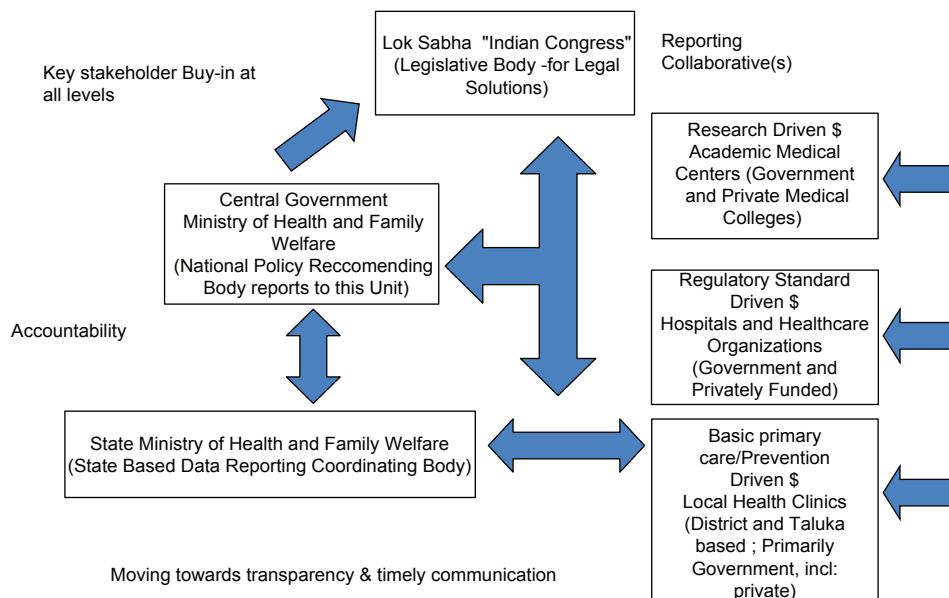 Lok Sabha  "Indian Congress"
(Legislative Body -for Legal
Solutions)
Reporting
Collaborative(s)
Key stakeholder Buy-in at
all levels
Research Driven $
Academic Medical
Centers (Government
and Private Medical
Colleges)
Central Government
Ministry of Health and Family
Welfare
(National Policy Reccomending
Body reports to this Unit)
Regulatory Standard
Driven $
Hospitals and Healthcare
Organizations
(Government and
Privately Funded)
Accountability
State Ministry of Health and Family Welfare
(State Based Data Reporting Coordinating Body)
Basic primary
care/Prevention
Driven $
Local Health Clinics
(District and Taluka
based ; Primarily
Government, incl:
private)
Moving towards transparency & timely communication